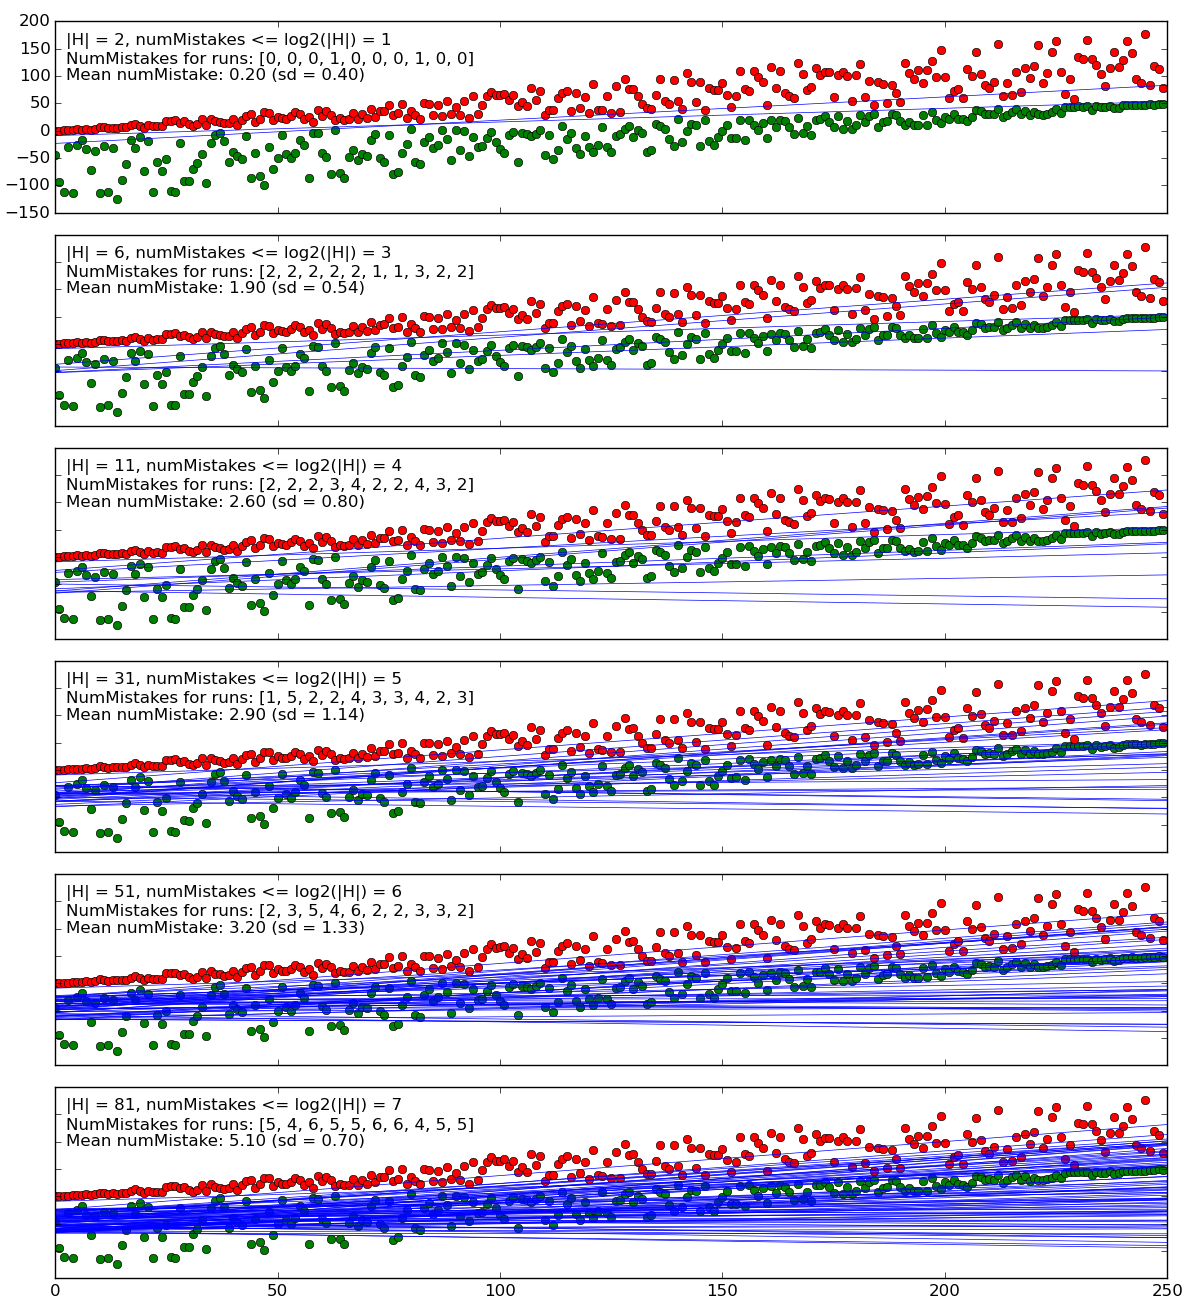 200
150
100
50
0
−50
−100
−150
|H| = 2, numMistakes <= log2(|H|) = 1
NumMistakes for runs: [0, 0, 0, 1, 0, 0, 0, 1, 0, 0]
Mean numMistake: 0.20 (sd = 0.40)
|H| = 6, numMistakes <= log2(|H|) = 3
NumMistakes for runs: [2, 2, 2, 2, 2, 1, 1, 3, 2, 2]
Mean numMistake: 1.90 (sd = 0.54)
|H| = 11, numMistakes <= log2(|H|) = 4
NumMistakes for runs: [2, 2, 2, 3, 4, 2, 2, 4, 3, 2]
Mean numMistake: 2.60 (sd = 0.80)
|H| = 31, numMistakes <= log2(|H|) = 5
NumMistakes for runs: [1, 5, 2, 2, 4, 3, 3, 4, 2, 3]
Mean numMistake: 2.90 (sd = 1.14)
|H| = 51, numMistakes <= log2(|H|) = 6
NumMistakes for runs: [2, 3, 5, 4, 6, 2, 2, 3, 3, 2]
Mean numMistake: 3.20 (sd = 1.33)
|H| = 81, numMistakes <= log2(|H|) = 7
NumMistakes for runs: [5, 4, 6, 5, 5, 6, 6, 4, 5, 5]
Mean numMistake: 5.10 (sd = 0.70)
0 50 100 150 200 250